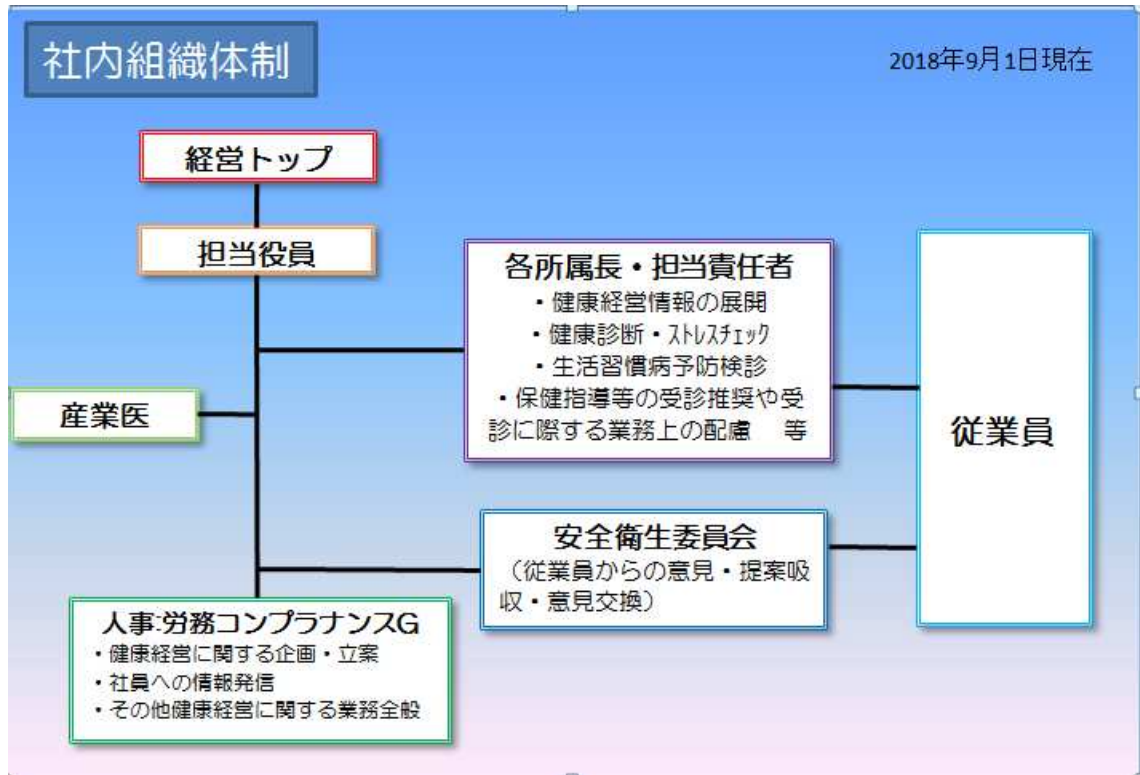 社内組織体制
2018年9月1日現在
経営トップ
担当役員
産業医
各所属長・担当責任者
・健康経営情報の展開
・健康診断・ｽﾄﾚｽﾁｪｯｸ
・生活習慣病予防検診
・保健指導等の受診推奨や受
診に際する業務上の配慮　等
従業員
安全衛生委員会
（従業員からの意見・提案吸
収・意見交換）
人事:労務コンプラナンスG
・健康経営に関する企画・立案
・社員への情報発信
・その他健康経営に関する業務全般